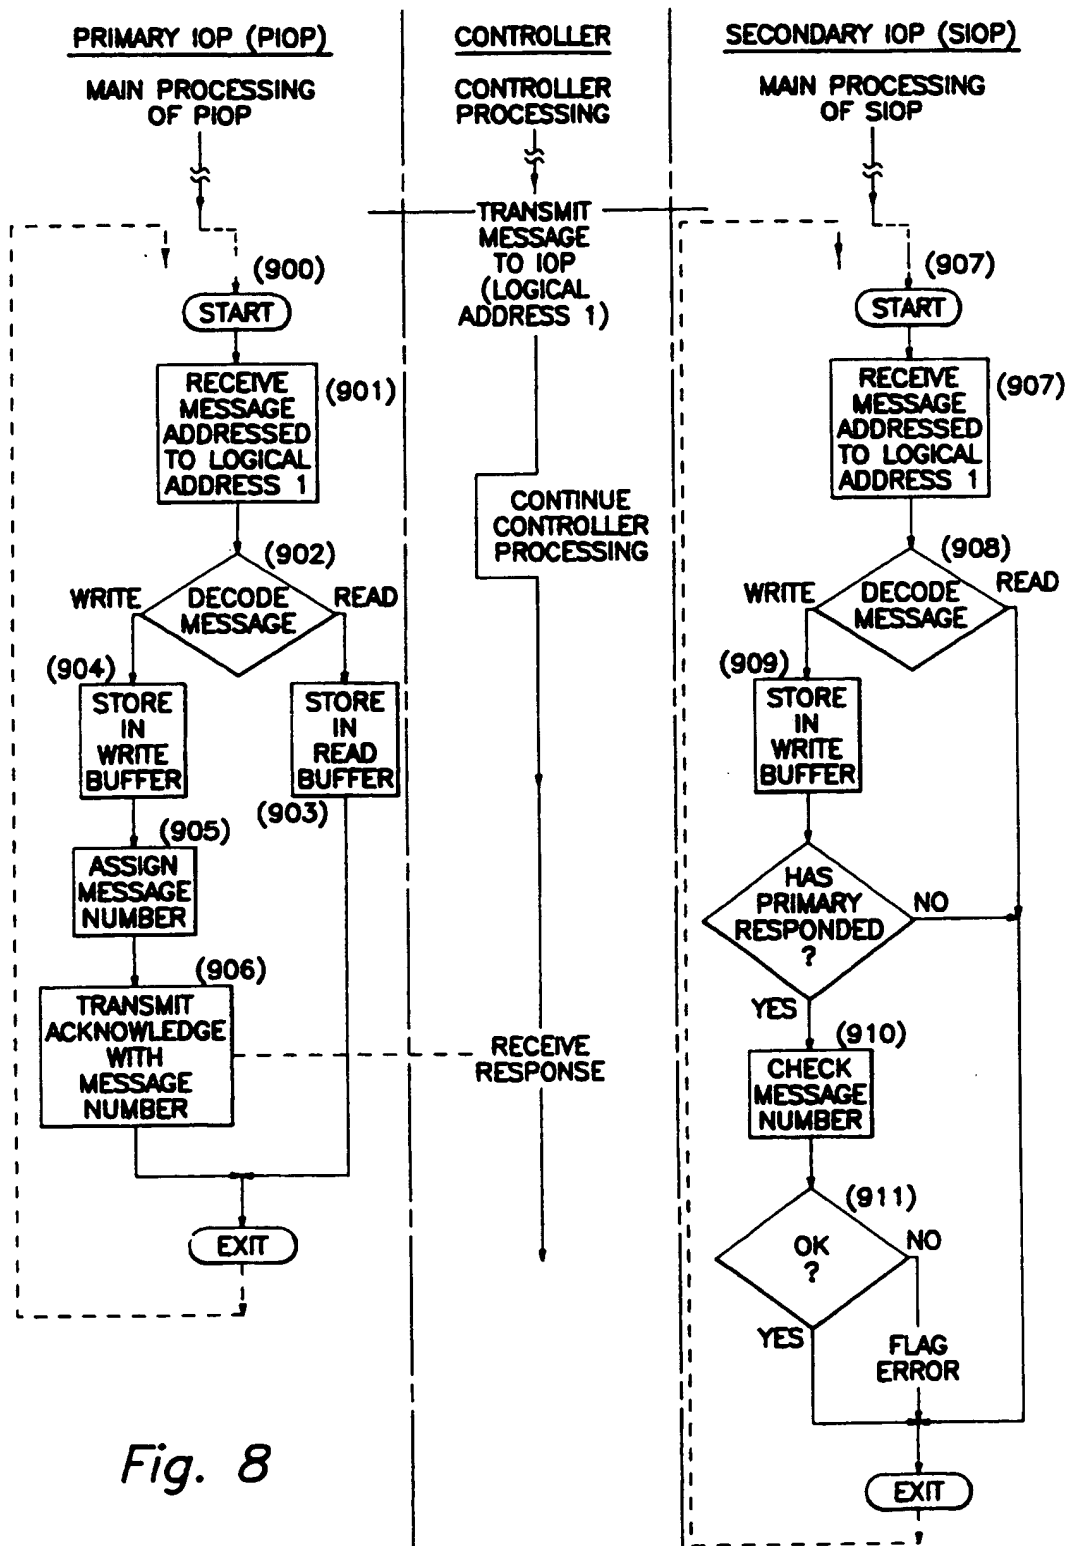 PRIMARY IOP (PIOP)
MAIN PROCESSING
OF PIOP
(900)
START
RECEIVE
MESSAGE
ADDRESSED
TO LOGICAL
ADDRESS 1
(901)
(902)
WRITE
DECODE
MESSAGE
READ
(904)
STORE
IN
WRITE
BUFFER
STORE
IN
READ
BUFFER
(903)
(905)
ASSIGN
MESSAGE
NUMBER
(906)
TRANSMIT
ACKNOWLEDGE
WITH
MESSAGE
NUMBER
EXIT
CONTROLLER
CONTROLLER
PROCESSING
TRANSMIT
MESSAGE
TO IOP
(LOGICAL
ADDRESS 1)
CONTINUE
CONTROLLER
PROCESSING
RECEIVE
RESPONSE
SECONDARY IOP (SIOP)
MAIN PROCESSING
OF SIOP
(907)
START
RECEIVE
MESSAGE
ADDRESSED
TO LOGICAL
ADDRESS 1
(907)
(908)
WRITE
DECODE
MESSAGE
READ
(909)
STORE
IN
WRITE
BUFFER
HAS
PRIMARY
RESPONDED
?
NO
YES
(910)
CHECK
MESSAGE
NUMBER
(911)
OK
?
NO
YES
FLAG
ERROR
EXIT
Fig. 8